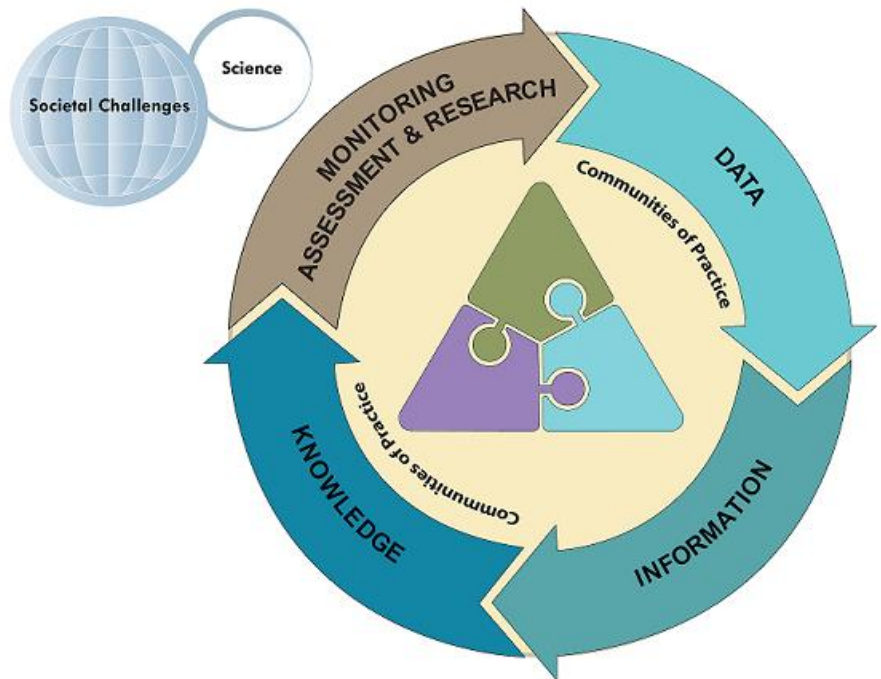 Science
Societal Challenges
MONITORING
ASSESSMENT & RESEARCH
DATA
Communities of Practice
INFORMATION
KNOWLEDGE
Communities of Practice